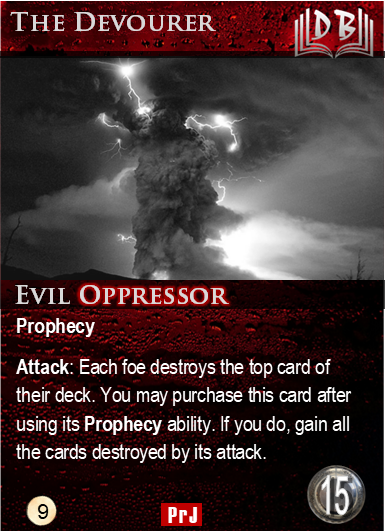 The Devourer
DB
Evil Oppressor
Prophecy
Attack: Each foe destroys the top card of
their deck. You may purchase this card after
using its Prophecy ability. If you do, gain all
the cards destroyed by its attack.
9
PrJ
15